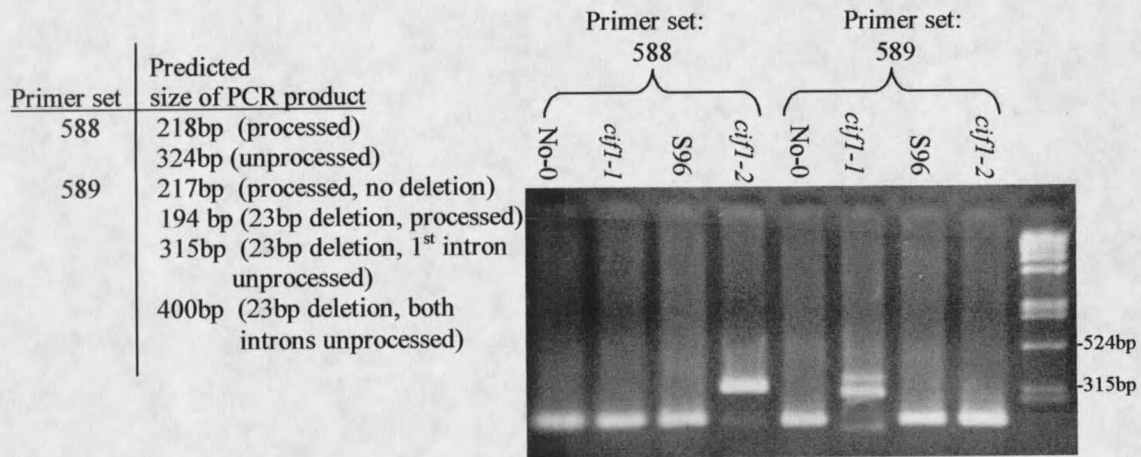 Primer set
Predicted
size of PCR product
588
218bp (processed)
324bp (unprocessed)
589
217bp (processed, no deletion)
194 bp (23bp deletion, processed)
315bp (23bp deletion, 1st intron
unprocessed)
400bp (23bp deletion, both
introns unprocessed)
Primer set:
588
Primer set:
589
No-0
cif1-1
S96
cif1-2
No-0
cif1-1
S96
cif1-2
-524bp
-315bp